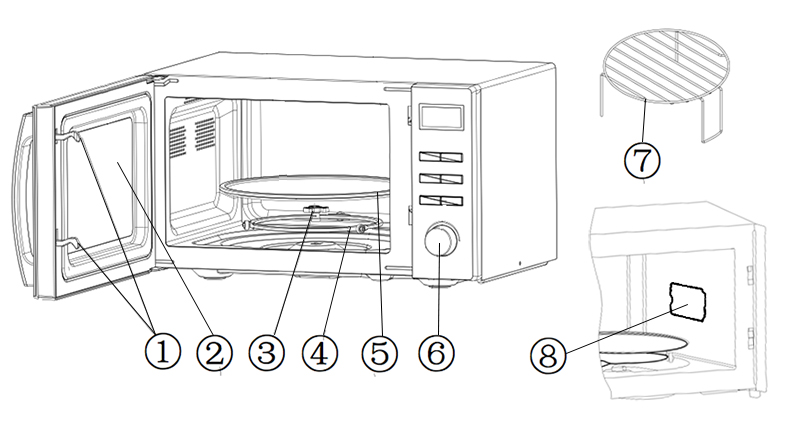 ⑦
① ② ③ ④ ⑤ ⑥ ⑧